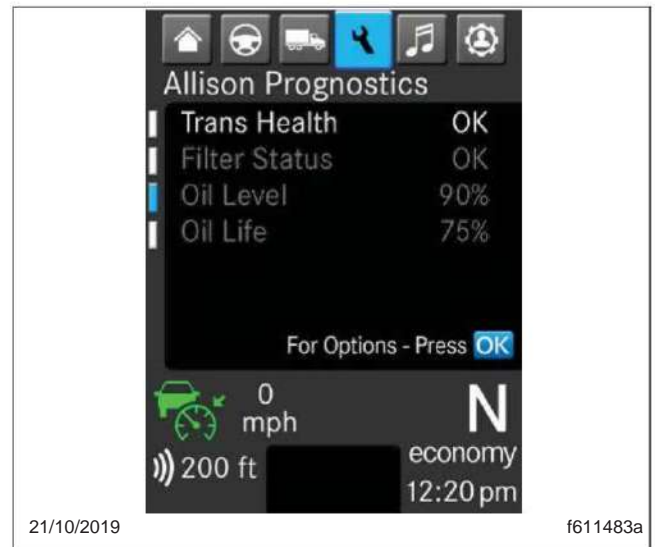 Allison Prognostics
Trans Health OK
Filter Status OK
Oil Level 90%
Oil Life 75%
For Options - Press OK
0
mph
N
200 ft
economy
12:20 pm
21/10/2019 f611483a